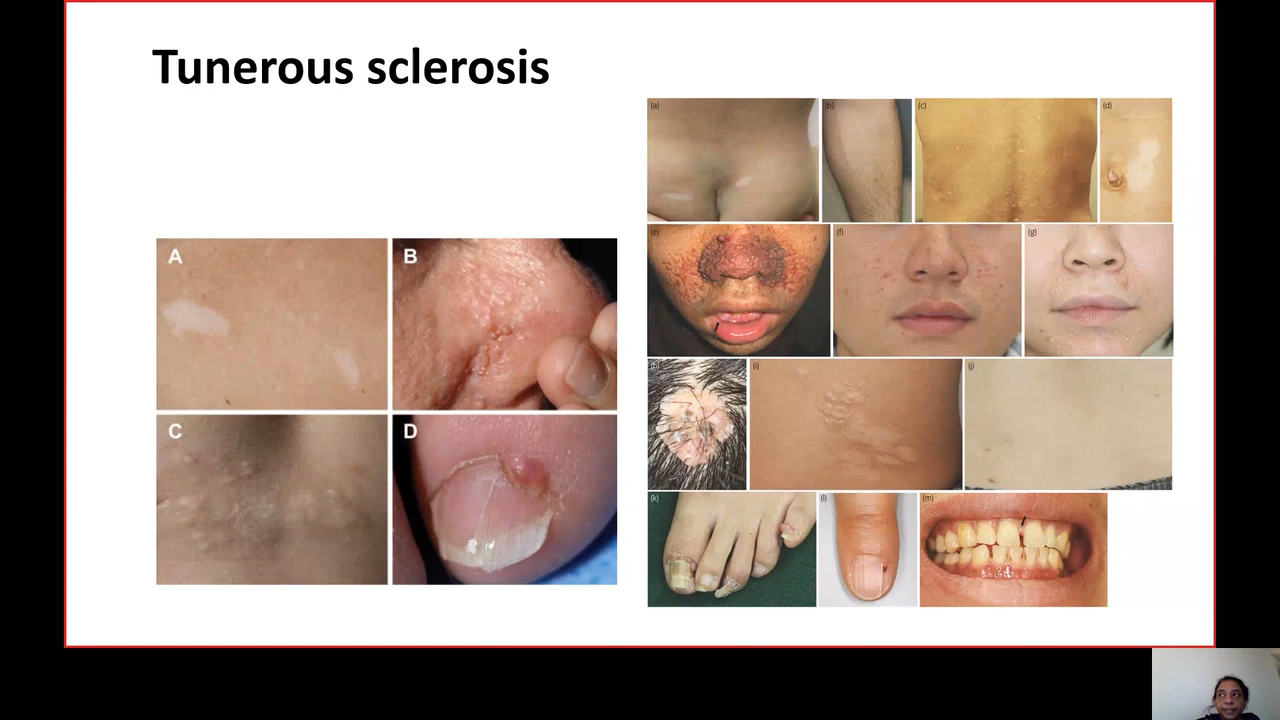 Tunerous sclerosis
A
B
C
D
(a)
(b)
(c)
(d)
(e)
(f)
(g)
(i)
(j)
(k)
(l)
(m)